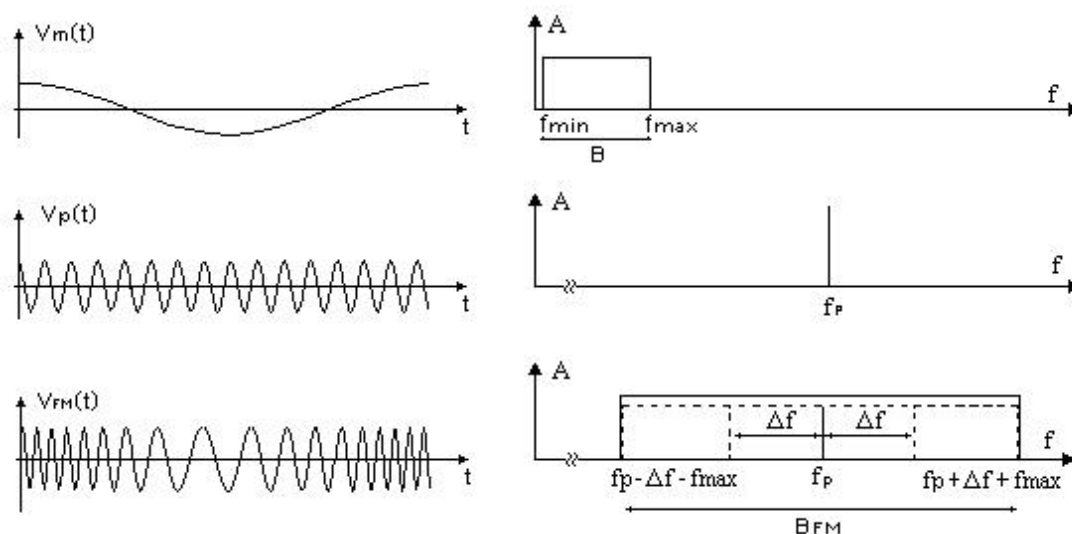 Vm(t)
t
A
f
fmin
fmax
B
Vp(t)
t
A
f
fP
VFM(t)
t
A
Δf
Δf
f
fp-Δf-fmax
fP
fp+Δf+fmax
BFM